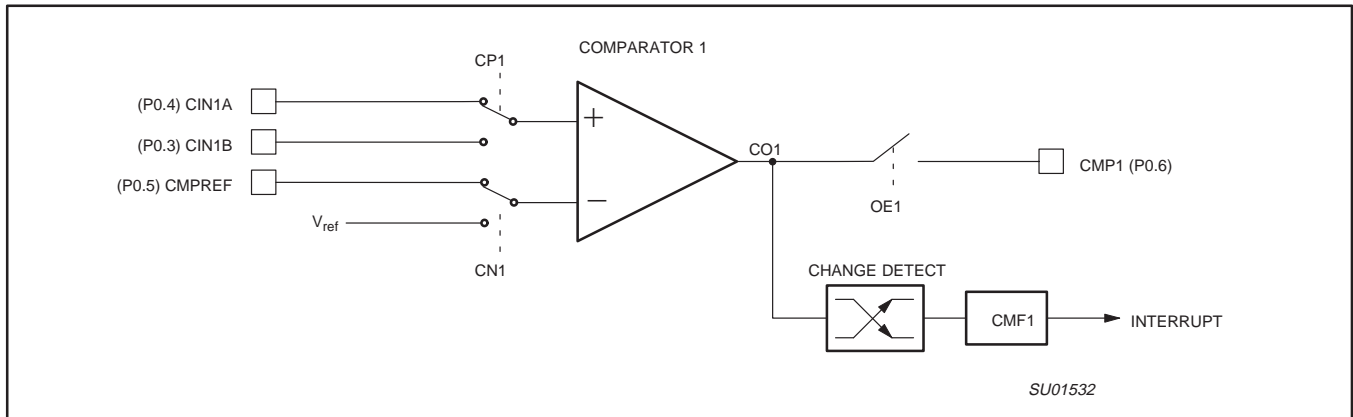 COMPARATOR 1
CP1
(P0.4) CIN1A
+
(P0.3) CIN1B
CO1
CMP1 (P0.6)
(P0.5) CMPREF
−
OE1
Vref
CN1
CHANGE DETECT
CMF1
INTERRUPT
SU01532